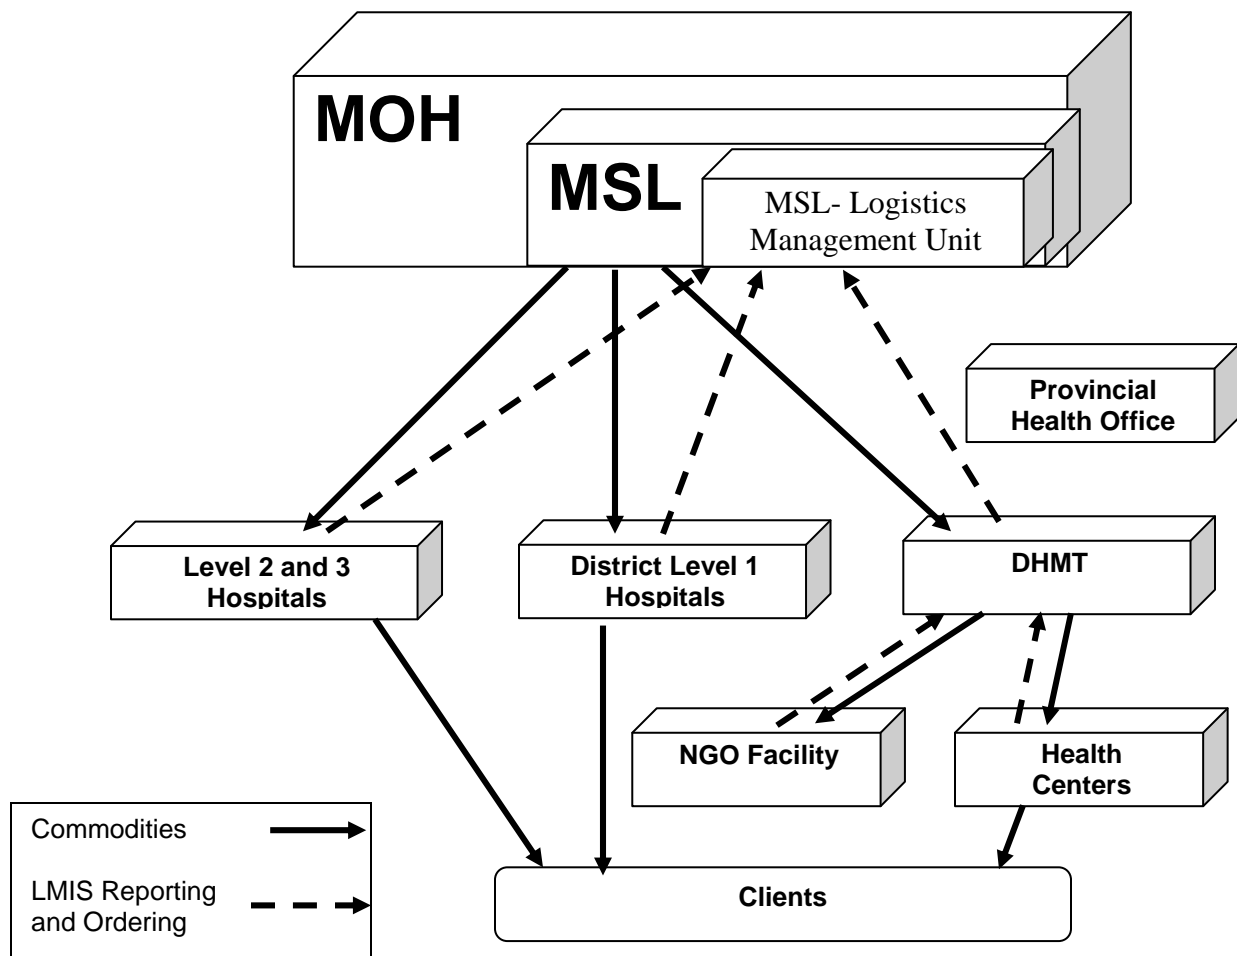 MOH
MSL
MSL- Logistics
Management Unit
Provincial
Health Office
Level 2 and 3
Hospitals
District Level 1
Hospitals
DHMT
NGO Facility
Health
Centers
Commodities
LMIS Reporting
and Ordering
Clients